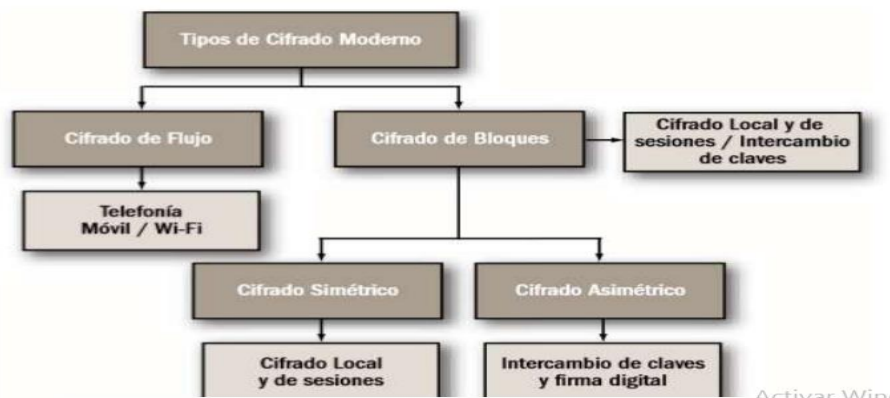 Tipos de Cifrado Moderno
Cifrado de Flujo
Cifrado de Bloques
Cifrado Local y de
sesiones / Intercambio
de claves
Telefonía
Móvil / Wi-Fi
Cifrado Simétrico
Cifrado Asimétrico
Cifrado Local
y de sesiones
Intercambio de claves
y firma digital
Activar Win